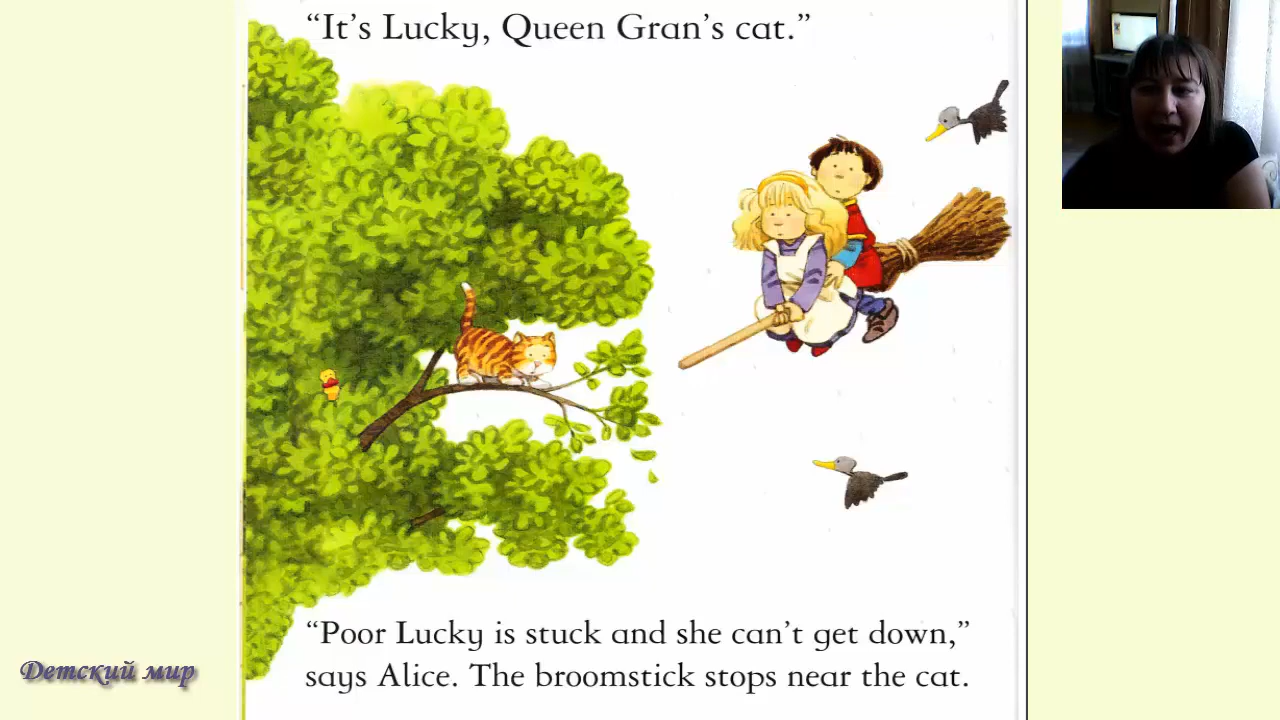 “It’s Lucky, Queen Gran’s cat.”
“Poor Lucky is stuck and she can’t get down,”
says Alice. The broomstick stops near the cat.
Детский мир